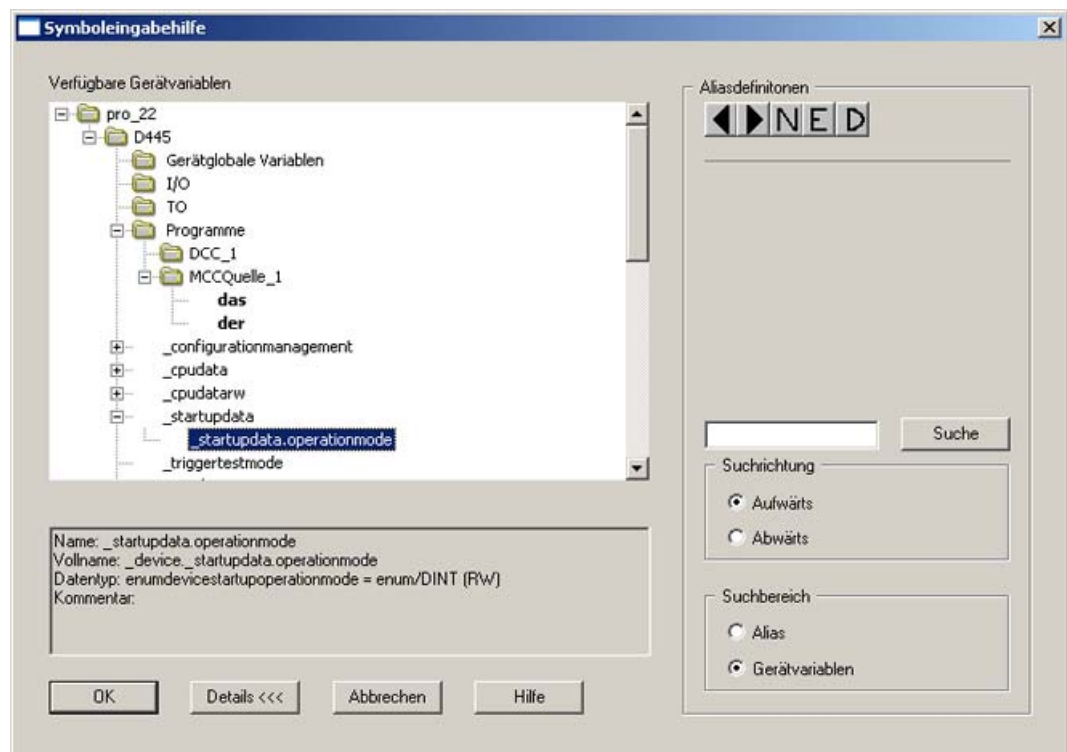 Symboleingabehilfe
Verfügbare Gerätvariablen
pro_22
D445
Gerätglobale Variablen
I/O
TO
Programme
DCC_1
MCCQuelle_1
das
der
_configurationmanagement
_cpudata
_cpudatarw
_startupdata
_startupdata.operationmode
_triggertestmode
Name: _startupdata.operationmode
Vollname: _device._startupdata.operationmode
Datentyp: enumdevicestartupoperationmode = enum/DINT (RW)
Kommentar:
OK
Details <<<
Abbrechen
Hilfe
Aliasdefinitonen
N E D
Suche
Suchrichtung
Aufwärts
Abwärts
Suchbereich
Alias
Gerätvariablen